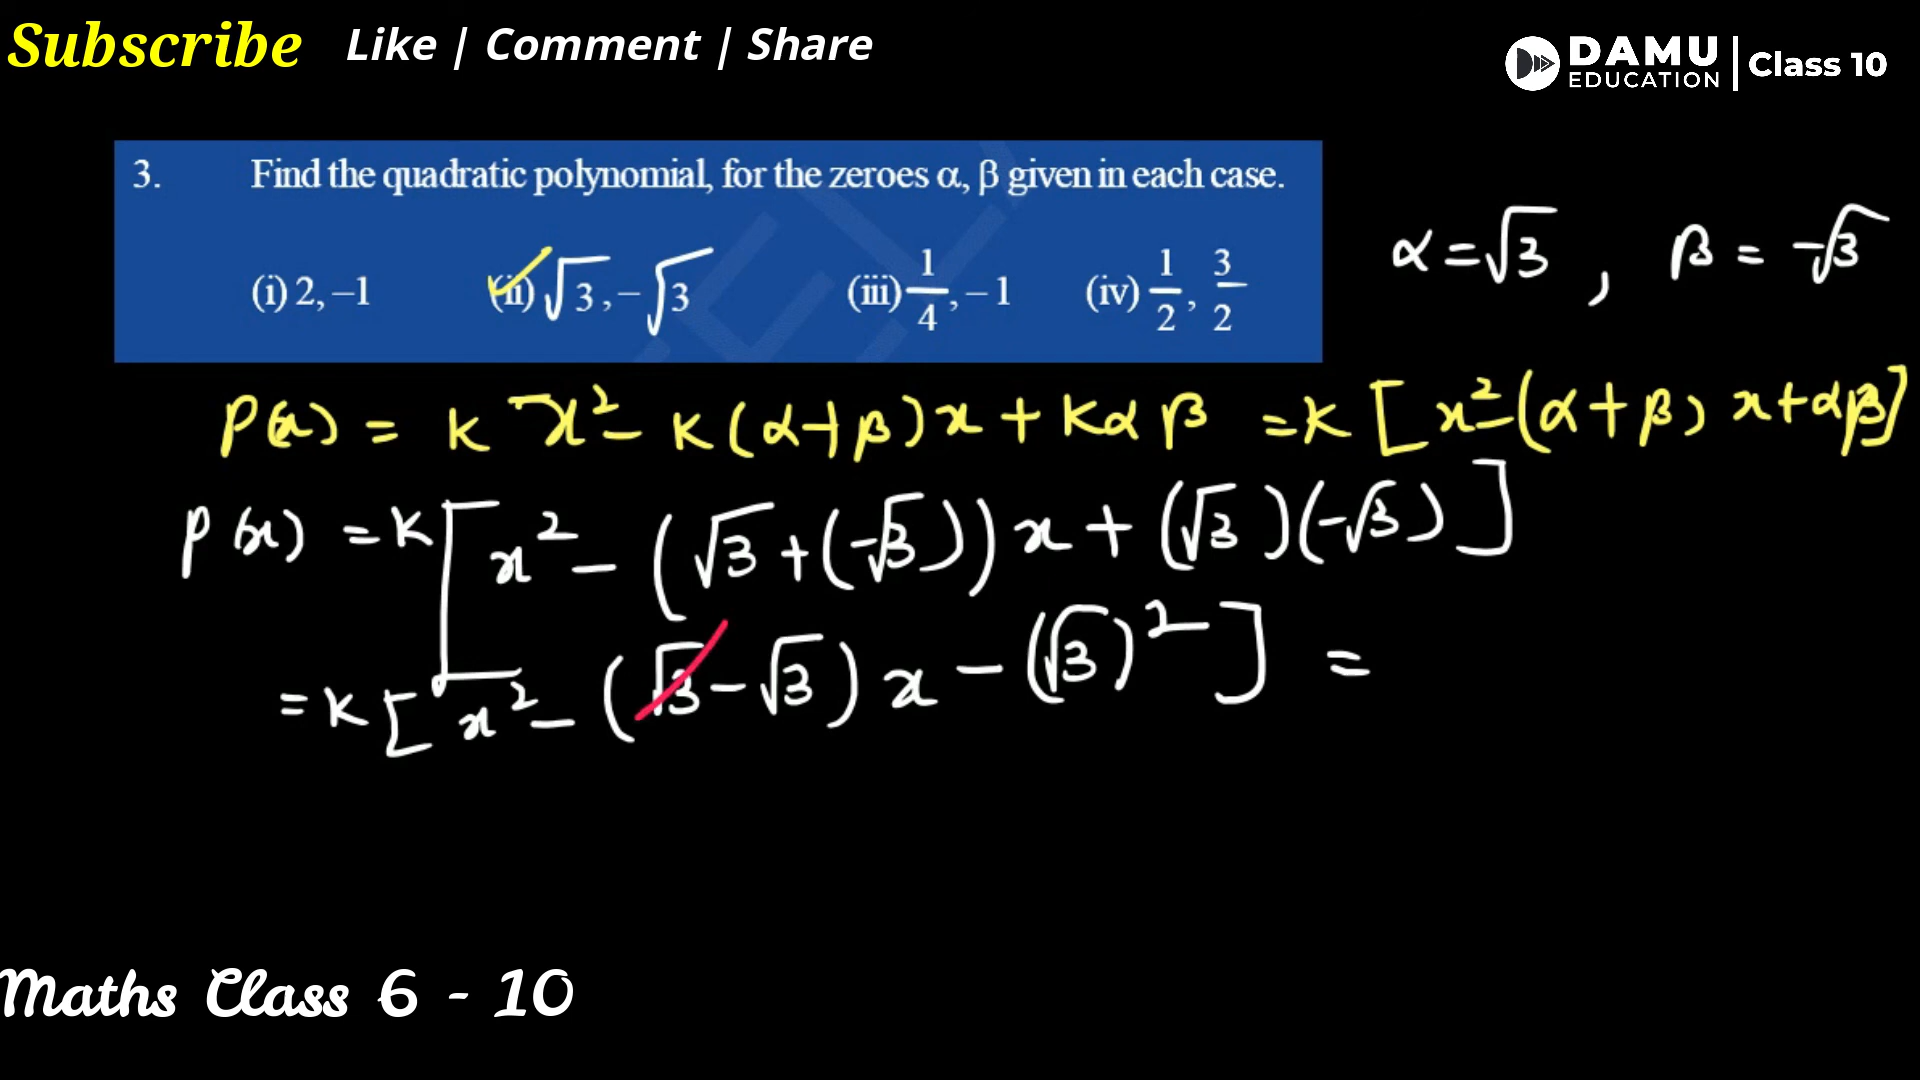 Subscribe Like | Comment | Share
DAMU EDUCATION | Class 10
3. Find the quadratic polynomial, for the zeroes α, β given in each case.
(i) 2, –1 (ii) √3, –√3 (iii) 1/4, –1 (iv) 1/2, 3/2
α = √3 , β = -√3
P(x) = K x² - K(α+β)x + Kαβ = K [x² - (α+β) x + αβ]
P(x) = K [x² - (√3 + (-√3))x + (√3)(-√3)]
= K [x² - (√3 - √3) x - (√3)²] =
Maths Class 6 - 10